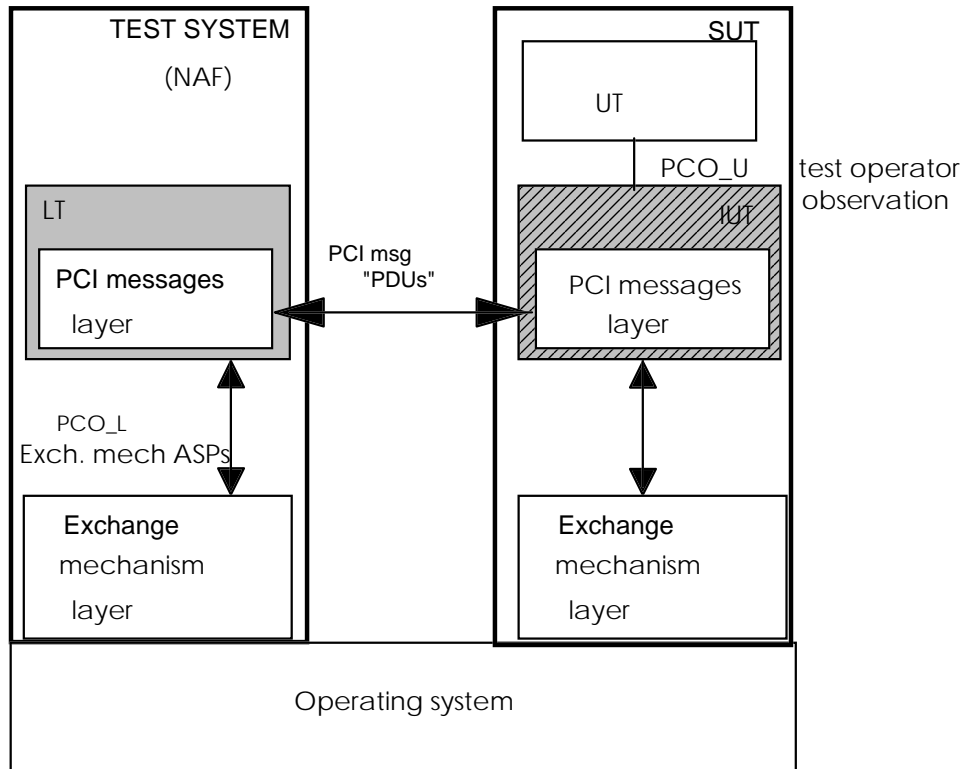 TEST SYSTEM
(NAF)
SUT
UT
PCO_U
test operator
observation
LT
IUT
PCI messages
layer
PCI msg
"PDUs"
PCI messages
layer
PCO_L
Exch. mech ASPs
Exchange
mechanism
layer
Exchange
mechanism
layer
Operating system